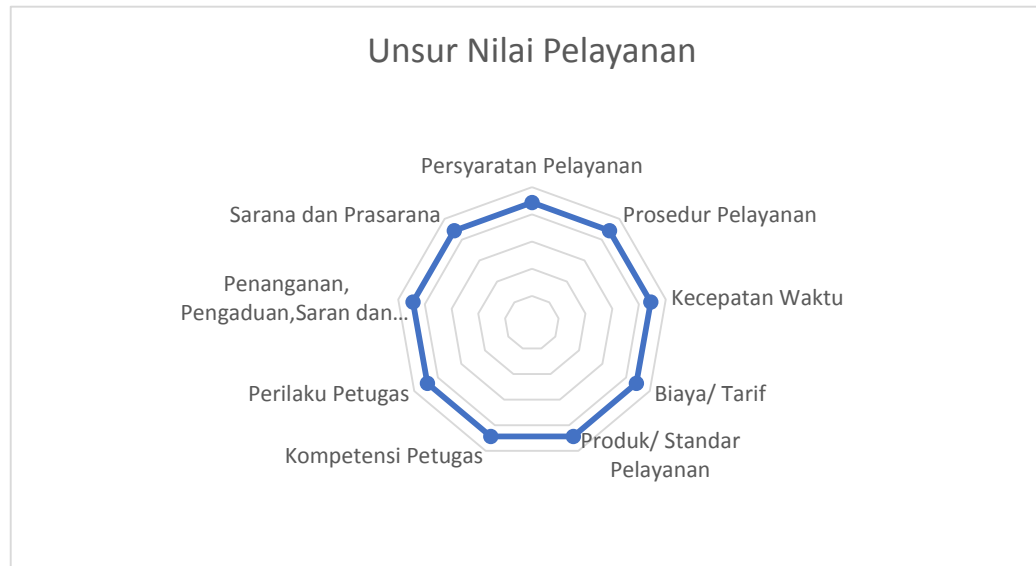 Unsur Nilai Pelayanan
Persyaratan Pelayanan
Prosedur Pelayanan
Kecepatan Waktu
Biaya/ Tarif
Produk/ Standar
Pelayanan
Kompetensi Petugas
Perilaku Petugas
Penanganan,
Pengaduan,Saran dan...
Sarana dan Prasarana